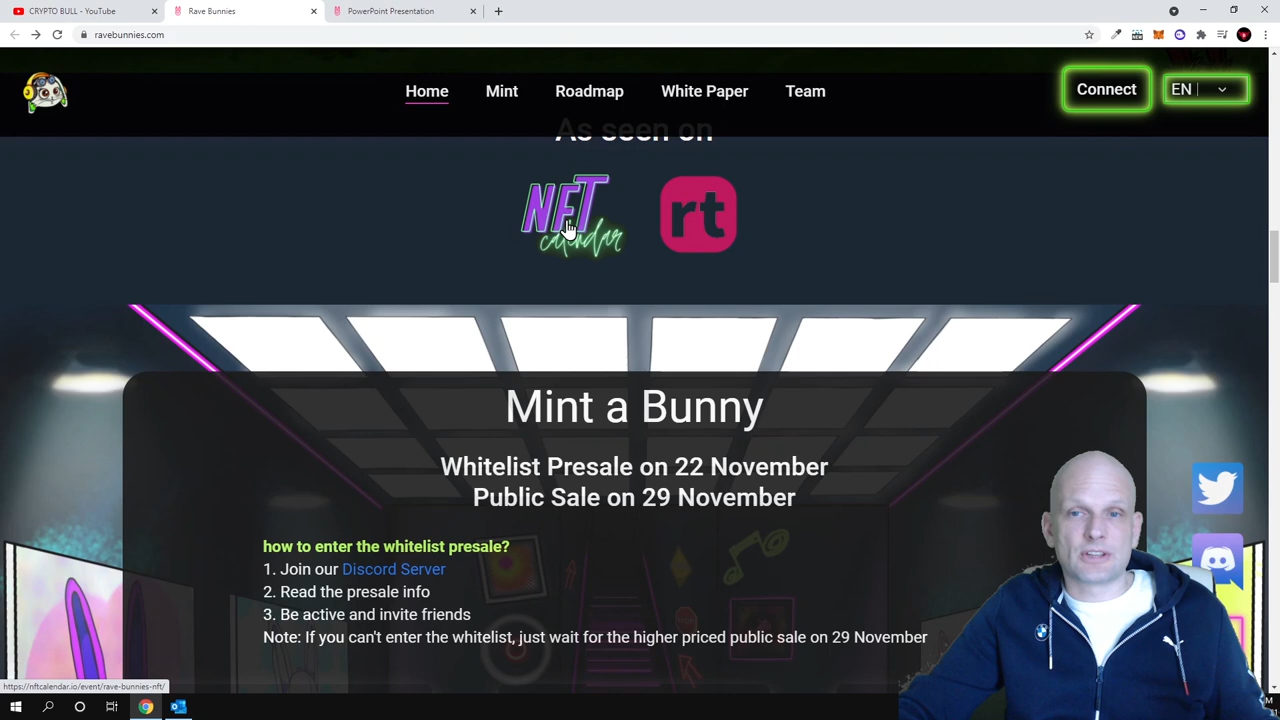 CRYPTO BULL - YouTube
Rave Bunnies
PowerPoint Presentation
ravebunnies.com
Home
Mint
Roadmap
White Paper
Team
Connect
EN
As seen on
NFT
calendar
rt
Mint a Bunny
Whitelist Presale on 22 November
Public Sale on 29 November
how to enter the whitelist presale?
1. Join our Discord Server
2. Read the presale info
3. Be active and invite friends
Note: If you can't enter the whitelist, just wait for the higher priced public sale on 29 November
https://nftcalendar.io/event/rave-bunnies-nft/